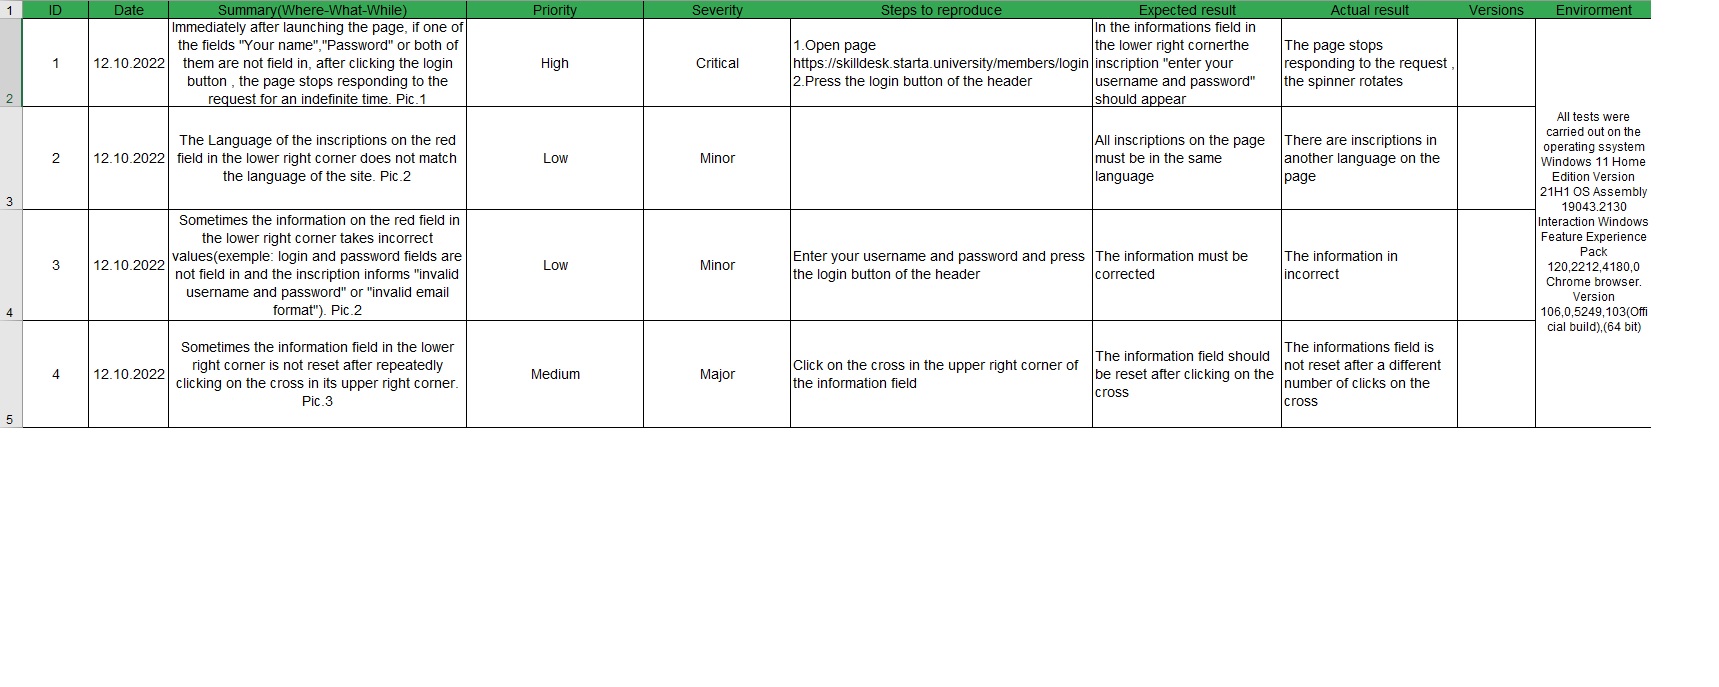 1 ID Date Summary(Where-What-While) Priority Severity Steps to reproduce Expected result Actual result Versions Envirorment
2
1
12.10.2022
Immediately after launching the page, if one of
the fields "Your name","Password" or both of
them are not field in, after clicking the login
button , the page stops responding to the
request for an indefinite time. Pic.1
High
Critical
1.Open page
https://skilldesk.starta.university/members/login
2.Press the login button of the header
In the informations field in
the lower right cornerthe
inscription "enter your
username and password"
should appear
The page stops
responding to the request ,
the spinner rotates
3
2
12.10.2022
The Language of the inscriptions on the red
field in the lower right corner does not match
the language of the site. Pic.2
Low
Minor
All inscriptions on the page
must be in the same
language
There are inscriptions in
another language on the
page
4
3
12.10.2022
Sometimes the information on the red field in
the lower right corner takes incorrect
values(exemple: login and password fields are
not field in and the inscription informs "invalid
username and password" or "invalid email
format"). Pic.2
Low
Minor
Enter your username and password and press
the login button of the header
The information must be
corrected
The information in
incorrect
5
4
12.10.2022
Sometimes the information field in the lower
right corner is not reset after repeatedly
clicking on the cross in its upper right corner.
Pic.3
Medium
Major
Click on the cross in the upper right corner of
the information field
The information field should
be reset after clicking on the
cross
The informations field is
not reset after a different
number of clicks on the
cross
All tests were
carried out on the
operating ssystem
Windows 11 Home
Edition Version
21H1 OS Assembly
19043.2130
Interaction Windows
Feature Experience
Pack
120,2212,4180,0
Chrome browser.
Version
106,0,5249,103(Offi
cial build),(64 bit)